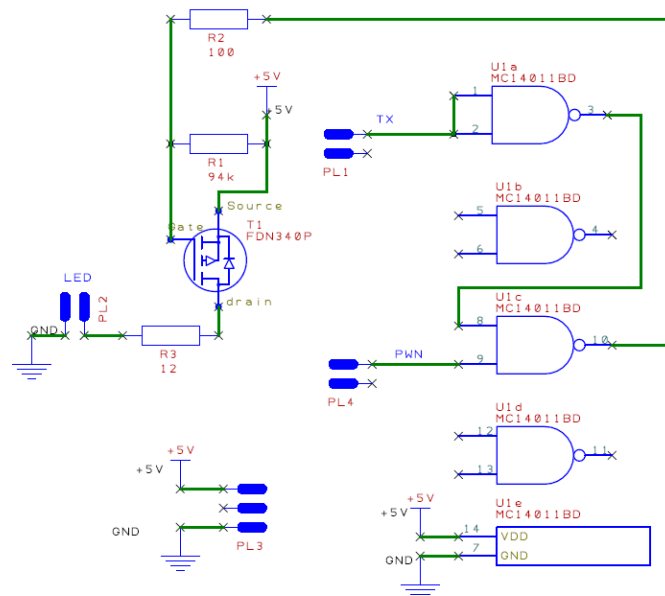 R2
100
+5V
+5V
R1
94k
Source
Gate
T1
FDN340P
drain
LED
PL2
GND
R3
12
+5V
+5V
GND
PL3
TX
PL1
U1a
MC14011BD
1
2
3
U1b
MC14011BD
5
6
4
U1c
MC14011BD
8
9
10
PWN
PL4
U1d
MC14011BD
12
13
11
U1e
MC14011BD
+5V
+5V
14
VDD
7
GND
GND